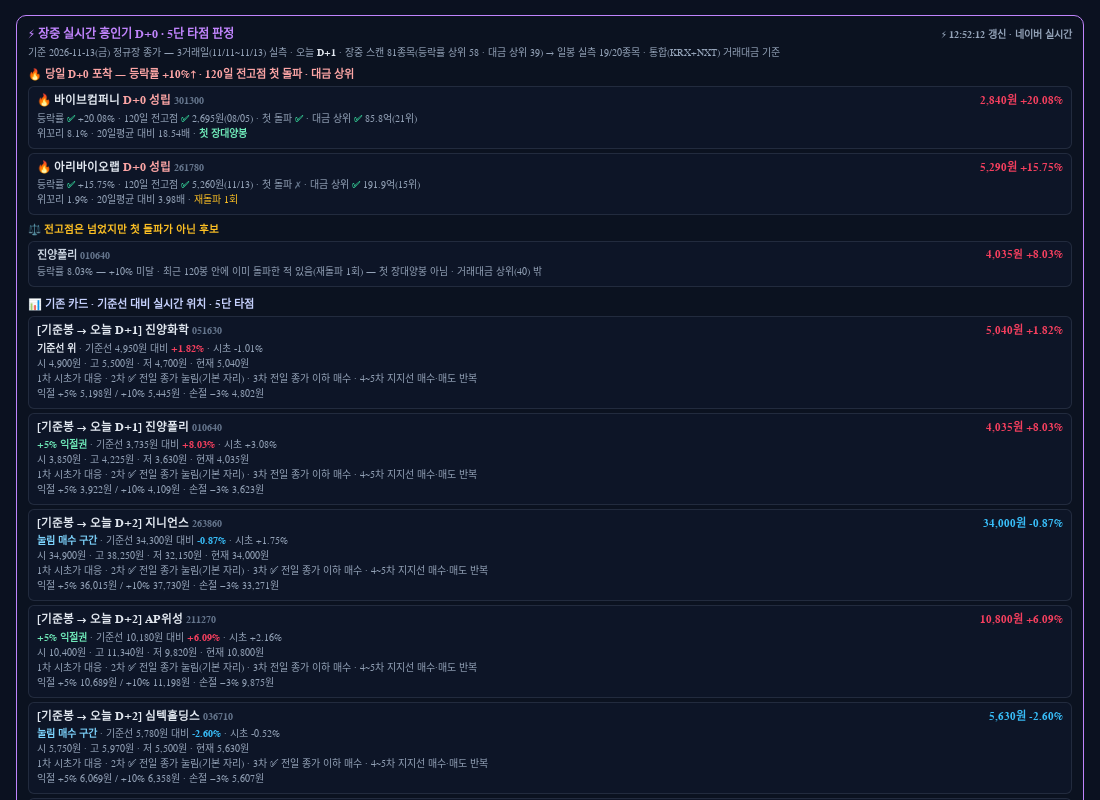 ⚡ 장중 실시간 흥인기 D+0 · 5단 타점 판정
⚡ 12:52:12 갱신 · 네이버 실시간
기준 2026-11-13(금) 정규장 종가 — 3거래일(11/11~11/13) 실측 · 오늘 D+1 · 장중 스캔 81종목(등락률 상위 58 · 대금 상위 39) → 일봉 실측 19/20종목 · 통합(KRX+NXT) 거래대금 기준
🔥 당일 D+0 포착 — 등락률 +10%↑ · 120일 전고점 첫 돌파 · 대금 상위
🔥 바이브컴퍼니 D+0 성립 301300
2,840원 +20.08%
등락률 ✅ +20.08% · 120일 전고점 ✅ 2,695원(08/05) · 첫 돌파 ✅ · 대금 상위 ✅ 85.8억(21위)
위꼬리 8.1% · 20일평균 대비 18.54배 · 첫 장대양봉
🔥 아리바이오랩 D+0 성립 261780
5,290원 +15.75%
등락률 ✅ +15.75% · 120일 전고점 ✅ 5,260원(11/13) · 첫 돌파 ✗ · 대금 상위 ✅ 191.9억(15위)
위꼬리 1.9% · 20일평균 대비 3.98배 · 재돌파 1회
⚖️ 전고점은 넘었지만 첫 돌파가 아닌 후보
진양폴리 010640
4,035원 +8.03%
등락률 8.03% — +10% 미달 · 최근 120봉 안에 이미 돌파한 적 있음(재돌파 1회) — 첫 장대양봉 아님 · 거래대금 상위(40) 밖
📊 기존 카드 · 기준선 대비 실시간 위치 · 5단 타점
[기준봉 → 오늘 D+1] 진양화학 051630
5,040원 +1.82%
기준선 위 · 기준선 4,950원 대비 +1.82% · 시초 -1.01%
시 4,900원 · 고 5,500원 · 저 4,700원 · 현재 5,040원
1차 시초가 대응 · 2차 ✅ 전일 종가 눌림(기본 자리) · 3차 전일 종가 이하 매수 · 4~5차 지지선 매수·매도 반복
익절 +5% 5,198원 / +10% 5,445원 · 손절 −3% 4,802원
[기준봉 → 오늘 D+1] 진양폴리 010640
4,035원 +8.03%
+5% 익절권 · 기준선 3,735원 대비 +8.03% · 시초 +3.08%
시 3,850원 · 고 4,225원 · 저 3,630원 · 현재 4,035원
1차 시초가 대응 · 2차 ✅ 전일 종가 눌림(기본 자리) · 3차 전일 종가 이하 매수 · 4~5차 지지선 매수·매도 반복
익절 +5% 3,922원 / +10% 4,109원 · 손절 −3% 3,623원
[기준봉 → 오늘 D+2] 지니언스 263860
34,000원 -0.87%
눌림 매수 구간 · 기준선 34,300원 대비 -0.87% · 시초 +1.75%
시 34,900원 · 고 38,250원 · 저 32,150원 · 현재 34,000원
1차 시초가 대응 · 2차 ✅ 전일 종가 눌림(기본 자리) · 3차 ✅ 전일 종가 이하 매수 · 4~5차 지지선 매수·매도 반복
익절 +5% 36,015원 / +10% 37,730원 · 손절 −3% 33,271원
[기준봉 → 오늘 D+2] AP위성 211270
10,800원 +6.09%
+5% 익절권 · 기준선 10,180원 대비 +6.09% · 시초 +2.16%
시 10,400원 · 고 11,340원 · 저 9,820원 · 현재 10,800원
1차 시초가 대응 · 2차 ✅ 전일 종가 눌림(기본 자리) · 3차 전일 종가 이하 매수 · 4~5차 지지선 매수·매도 반복
익절 +5% 10,689원 / +10% 11,198원 · 손절 −3% 9,875원
[기준봉 → 오늘 D+2] 심텍홀딩스 036710
5,630원 -2.60%
눌림 매수 구간 · 기준선 5,780원 대비 -2.60% · 시초 -0.52%
시 5,750원 · 고 5,970원 · 저 5,500원 · 현재 5,630원
1차 시초가 대응 · 2차 ✅ 전일 종가 눌림(기본 자리) · 3차 ✅ 전일 종가 이하 매수 · 4~5차 지지선 매수·매도 반복
익절 +5% 6,069원 / +10% 6,358원 · 손절 −3% 5,607원